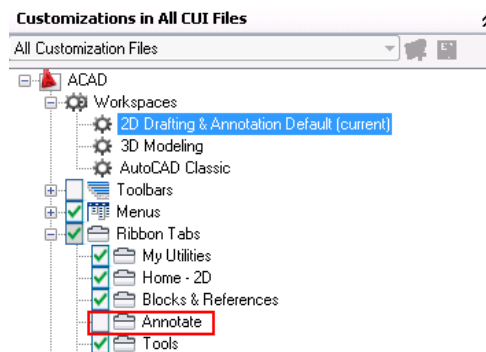 Customizations in All CUI Files
All Customization Files
ACAD
Workspaces
2D Drafting & Annotation Default (current)
3D Modeling
AutoCAD Classic
Toolbars
Menus
Ribbon Tabs
My Utilities
Home - 2D
Blocks & References
Annotate
Tools